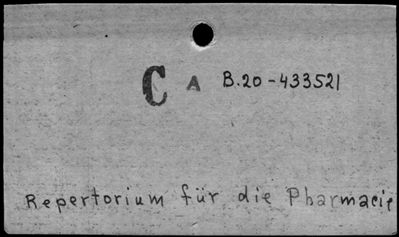 C A B.20-433521
Repertorium für die Pharmacie